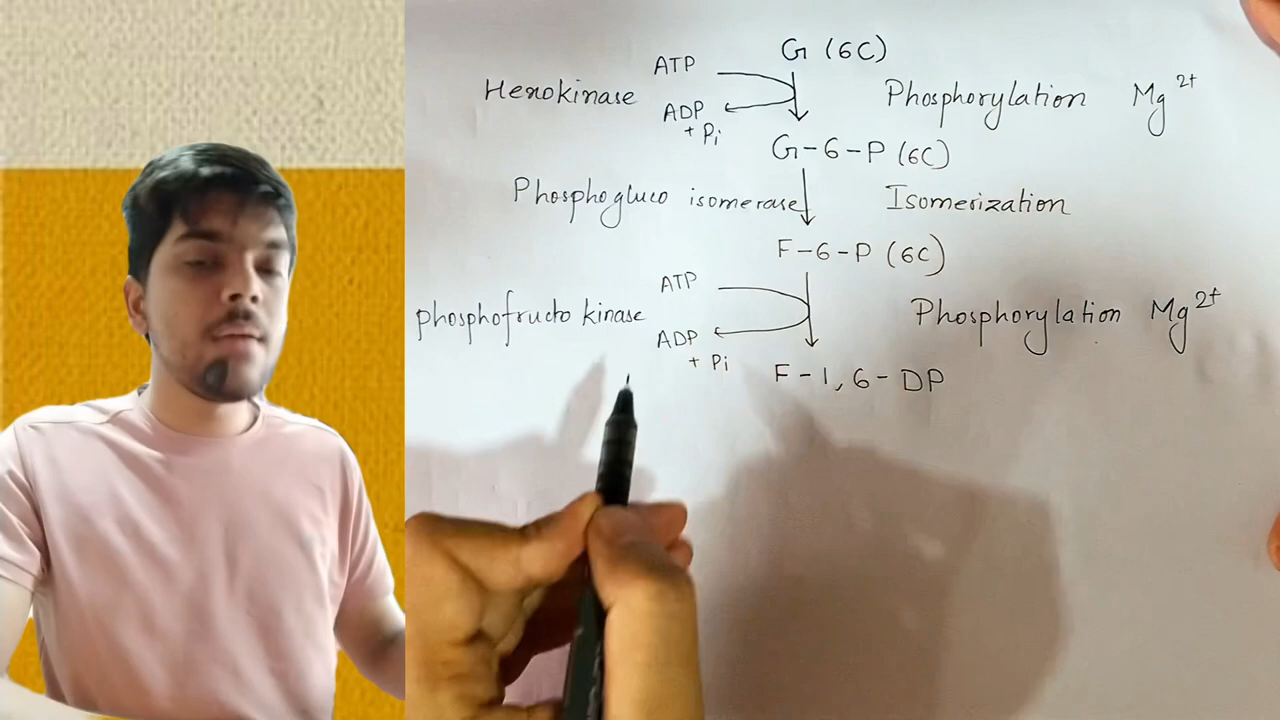 G (6C)
ATP
Hexokinase
Phosphorylation Mg2+
ADP
+ Pi
G-6-P (6C)
Phosphogluco isomerase
Isomerization
F-6-P (6C)
ATP
phosphofructo kinase
Phosphorylation Mg2+
ADP
+ Pi
F-1,6-DP